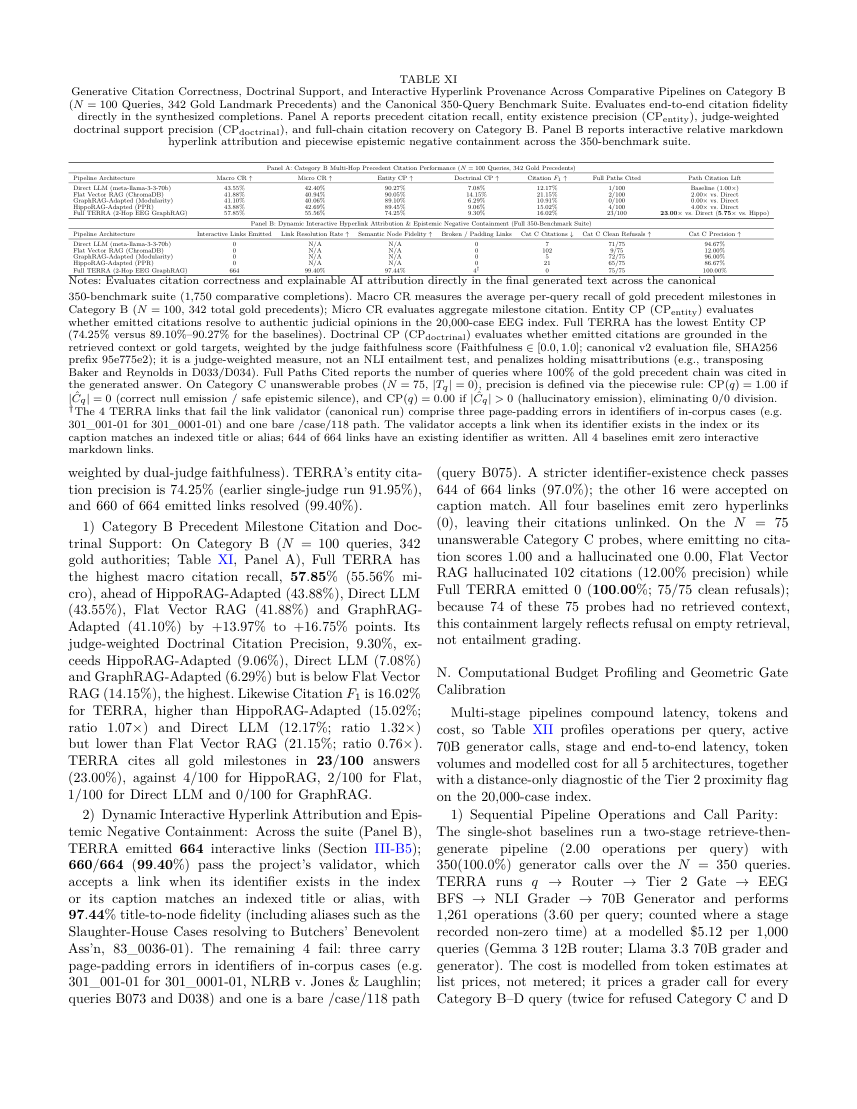 TABLE XI
Generative Citation Correctness, Doctrinal Support, and Interactive Hyperlink Provenance Across Comparative Pipelines on Category B
(N = 100 Queries, 342 Gold Landmark Precedents) and the Canonical 350-Query Benchmark Suite. Evaluates end-to-end citation fidelity
directly in the synthesized completions. Panel A reports precedent citation recall, entity existence precision (CP_entity), judge-weighted
doctrinal support precision (CP_doctrinal), and full-chain citation recovery on Category B. Panel B reports interactive relative markdown
hyperlink attribution and piecewise epistemic negative containment across the 350-benchmark suite.
Panel A: Category B Multi-Hop Precedent Citation Performance (N = 100 Queries, 342 Gold Precedents)
Pipeline Architecture Macro CR ↑ Micro CR ↑ Entity CP ↑ Doctrinal CP ↑ Citation F1 ↑ Full Paths Cited Path Citation Lift
Direct LLM (meta-llama-3-3-70b) 43.55% 42.40% 90.27% 7.08% 12.17% 1/100 Baseline (1.00×)
Flat Vector RAG (ChromaDB) 41.88% 40.94% 90.05% 14.15% 21.15% 2/100 2.00× vs. Direct
GraphRAG-Adapted (Modularity) 41.10% 40.06% 89.10% 6.29% 10.91% 0/100 0.00× vs. Direct
HippoRAG-Adapted (PPR) 43.88% 42.69% 89.45% 9.06% 15.02% 4/100 4.00× vs. Direct
Full TERRA (2-Hop EEG GraphRAG) 57.85% 55.56% 74.25% 9.30% 16.02% 23/100 23.00× vs. Direct (5.75× vs. Hippo)
Panel B: Dynamic Interactive Hyperlink Attribution & Epistemic Negative Containment (Full 350-Benchmark Suite)
Pipeline Architecture Interactive Links Emitted Link Resolution Rate ↑ Semantic Node Fidelity ↑ Broken / Padding Links Cat C Citations ↓ Cat C Clean Refusals ↑ Cat C Precision ↑
Direct LLM (meta-llama-3-3-70b) 0 N/A N/A 0 7 71/75 94.67%
Flat Vector RAG (ChromaDB) 0 N/A N/A 0 102 9/75 12.00%
GraphRAG-Adapted (Modularity) 0 N/A N/A 0 5 72/75 96.00%
HippoRAG-Adapted (PPR) 0 N/A N/A 0 21 65/75 86.67%
Full TERRA (2-Hop EEG GraphRAG) 664 99.40% 97.44% 4† 0 75/75 100.00%
Notes: Evaluates citation correctness and explainable AI attribution directly in the final generated text across the canonical
350-benchmark suite (1,750 comparative completions). Macro CR measures the average per-query recall of gold precedent milestones in
Category B (N = 100, 342 total gold precedents); Micro CR evaluates aggregate milestone citation. Entity CP (CP_entity) evaluates
whether emitted citations resolve to authentic judicial opinions in the 20,000-case EEG index. Full TERRA has the lowest Entity CP
(74.25% versus 89.10%–90.27% for the baselines). Doctrinal CP (CP_doctrinal) evaluates whether emitted citations are grounded in the
retrieved context or gold targets, weighted by the judge faithfulness score (Faithfulness ∈ [0.0, 1.0]; canonical v2 evaluation file, SHA256
prefix 95e775e2); it is a judge-weighted measure, not an NLI entailment test, and penalizes holding misattributions (e.g., transposing
Baker and Reynolds in D033/D034). Full Paths Cited reports the number of queries where 100% of the gold precedent chain was cited in
the generated answer. On Category C unanswerable probes (N = 75, |T_q| = 0), precision is defined via the piecewise rule: CP(q) = 1.00 if
|Ĉ_q| = 0 (correct null emission / safe epistemic silence), and CP(q) = 0.00 if |Ĉ_q| > 0 (hallucinatory emission), eliminating 0/0 division.
†The 4 TERRA links that fail the link validator (canonical run) comprise three page-padding errors in identifiers of in-corpus cases (e.g.
301_001-01 for 301_0001-01) and one bare /case/118 path. The validator accepts a link when its identifier exists in the index or its
caption matches an indexed title or alias; 644 of 664 links have an existing identifier as written. All 4 baselines emit zero interactive
markdown links.
weighted by dual-judge faithfulness). TERRA's entity cita-
tion precision is 74.25% (earlier single-judge run 91.95%),
and 660 of 664 emitted links resolved (99.40%).
1) Category B Precedent Milestone Citation and Doc-
trinal Support: On Category B (N = 100 queries, 342
gold authorities; Table XI, Panel A), Full TERRA has
the highest macro citation recall, 57.85% (55.56% mi-
cro), ahead of HippoRAG-Adapted (43.88%), Direct LLM
(43.55%), Flat Vector RAG (41.88%) and GraphRAG-
Adapted (41.10%) by +13.97% to +16.75% points. Its
judge-weighted Doctrinal Citation Precision, 9.30%, ex-
ceeds HippoRAG-Adapted (9.06%), Direct LLM (7.08%)
and GraphRAG-Adapted (6.29%) but is below Flat Vector
RAG (14.15%), the highest. Likewise Citation F1 is 16.02%
for TERRA, higher than HippoRAG-Adapted (15.02%;
ratio 1.07×) and Direct LLM (12.17%; ratio 1.32×)
but lower than Flat Vector RAG (21.15%; ratio 0.76×).
TERRA cites all gold milestones in 23/100 answers
(23.00%), against 4/100 for HippoRAG, 2/100 for Flat,
1/100 for Direct LLM and 0/100 for GraphRAG.
2) Dynamic Interactive Hyperlink Attribution and Epis-
temic Negative Containment: Across the suite (Panel B),
TERRA emitted 664 interactive links (Section III-B5);
660/664 (99.40%) pass the project's validator, which
accepts a link when its identifier exists in the index
or its caption matches an indexed title or alias, with
97.44% title-to-node fidelity (including aliases such as the
Slaughter-House Cases resolving to Butchers' Benevolent
Ass'n, 83_0036-01). The remaining 4 fail: three carry
page-padding errors in identifiers of in-corpus cases (e.g.
301_001-01 for 301_0001-01, NLRB v. Jones & Laughlin;
queries B073 and D038) and one is a bare /case/118 path
(query B075). A stricter identifier-existence check passes
644 of 664 links (97.0%); the other 16 were accepted on
caption match. All four baselines emit zero hyperlinks
(0), leaving their citations unlinked. On the N = 75
unanswerable Category C probes, where emitting no cita-
tion scores 1.00 and a hallucinated one 0.00, Flat Vector
RAG hallucinated 102 citations (12.00% precision) while
Full TERRA emitted 0 (100.00%; 75/75 clean refusals);
because 74 of these 75 probes had no retrieved context,
this containment largely reflects refusal on empty retrieval,
not entailment grading.
N. Computational Budget Profiling and Geometric Gate
Calibration
Multi-stage pipelines compound latency, tokens and
cost, so Table XII profiles operations per query, active
70B generator calls, stage and end-to-end latency, token
volumes and modelled cost for all 5 architectures, together
with a distance-only diagnostic of the Tier 2 proximity flag
on the 20,000-case index.
1) Sequential Pipeline Operations and Call Parity:
The single-shot baselines run a two-stage retrieve-then-
generate pipeline (2.00 operations per query) with
350(100.0%) generator calls over the N = 350 queries.
TERRA runs q → Router → Tier 2 Gate → EEG
BFS → NLI Grader → 70B Generator and performs
1,261 operations (3.60 per query; counted where a stage
recorded non-zero time) at a modelled $5.12 per 1,000
queries (Gemma 3 12B router; Llama 3.3 70B grader and
generator). The cost is modelled from token estimates at
list prices, not metered; it prices a grader call for every
Category B–D query (twice for refused Category C and D